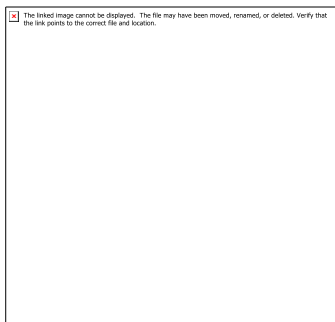 The linked image cannot be displayed.  The file may have been moved, renamed, or deleted. Verify that
the link points to the correct file and location.